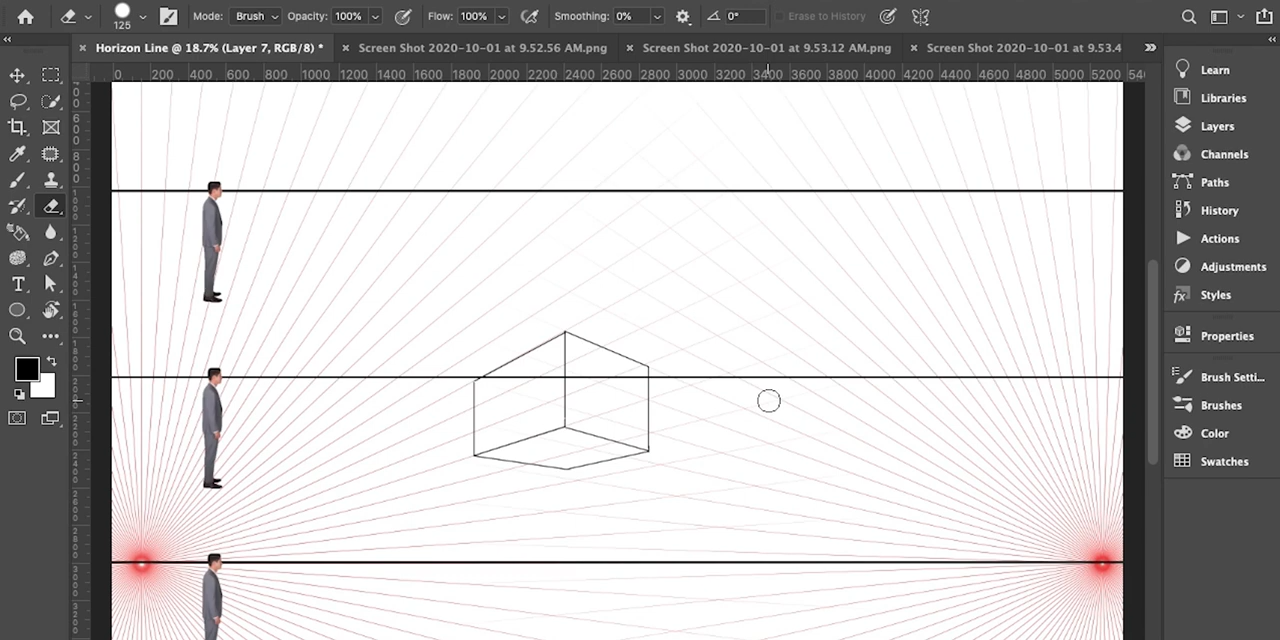 125 Mode: Brush Opacity: 100% Flow: 100% Smoothing: 0% 0° Erase to History
Horizon Line @ 18.7% (Layer 7, RGB/8) * Screen Shot 2020-10-01 at 9.52.56 AM.png Screen Shot 2020-10-01 at 9.53.12 AM.png Screen Shot 2020-10-01 at 9.53.4
0 200 400 600 800 1000 1200 1400 1600 1800 2000 2200 2400 2600 2800 3000 3200 3400 3600 3800 4000 4200 4400 4600 4800 5000 5200 540
Learn
Libraries
Layers
Channels
Paths
History
Actions
Adjustments
Styles
Properties
Brush Setti...
Brushes
Color
Swatches